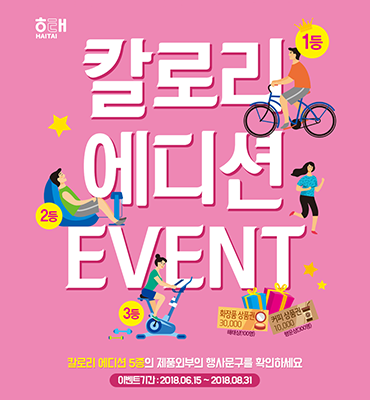 해태
HAITAI
칼로리
1등
에디션
2등
EVENT
3등
화장품 상품권
30,000
커피 상품권
10,000
칼로리 에디션 5종의 제품외부의 행사문구를 확인하세요
이벤트기간 : 2018.06.15 ~ 2018.08.31